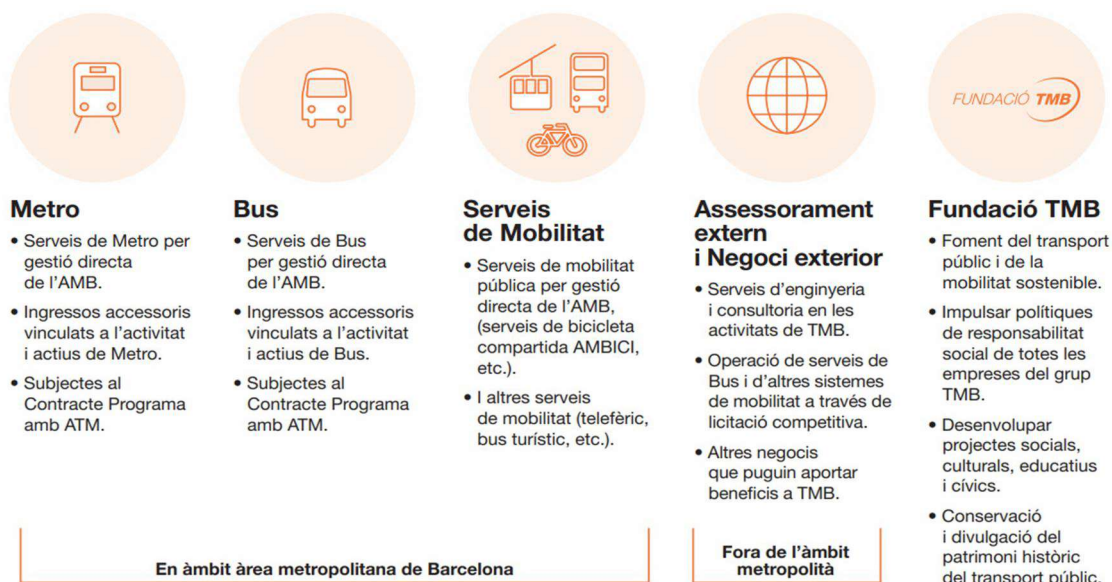 FUNDACIÓ TMB
Metro
• Serveis de Metro per
gestió directa
de l'AMB.
• Ingressos accessoris
vinculats a l'activitat
i actius de Metro.
• Subjectes al
Contracte Programa
amb ATM.
Bus
• Serveis de Bus
per gestió directa
de l'AMB.
• Ingressos accessoris
vinculats a l'activitat
i actius de Bus.
• Subjectes al
Contracte Programa
amb ATM.
Serveis
de Mobilitat
• Serveis de mobilitat
pública per gestió
directa de l'AMB,
(serveis de bicicleta
compartida AMBICI,
etc.).
• I altres serveis
de mobilitat (telefèric,
bus turístic, etc.).
Assessorament
extern
i Negoci exterior
• Serveis d'enginyeria
i consultoria en les
activitats de TMB.
• Operació de serveis de
Bus i d'altres sistemes
de mobilitat a través de
licitació competitiva.
• Altres negocis
que puguin aportar
beneficis a TMB.
Fundació TMB
• Foment del transport
públic i de la
mobilitat sostenible.
• Impulsar polítiques
de responsabilitat
social de totes les
empreses del grup
TMB.
• Desenvolupar
projectes socials,
culturals, educatius
i cívics.
• Conservació
i divulgació del
patrimoni històric
del transport públic.
En àmbit àrea metropolitana de Barcelona
Fora de l'àmbit
metropolità